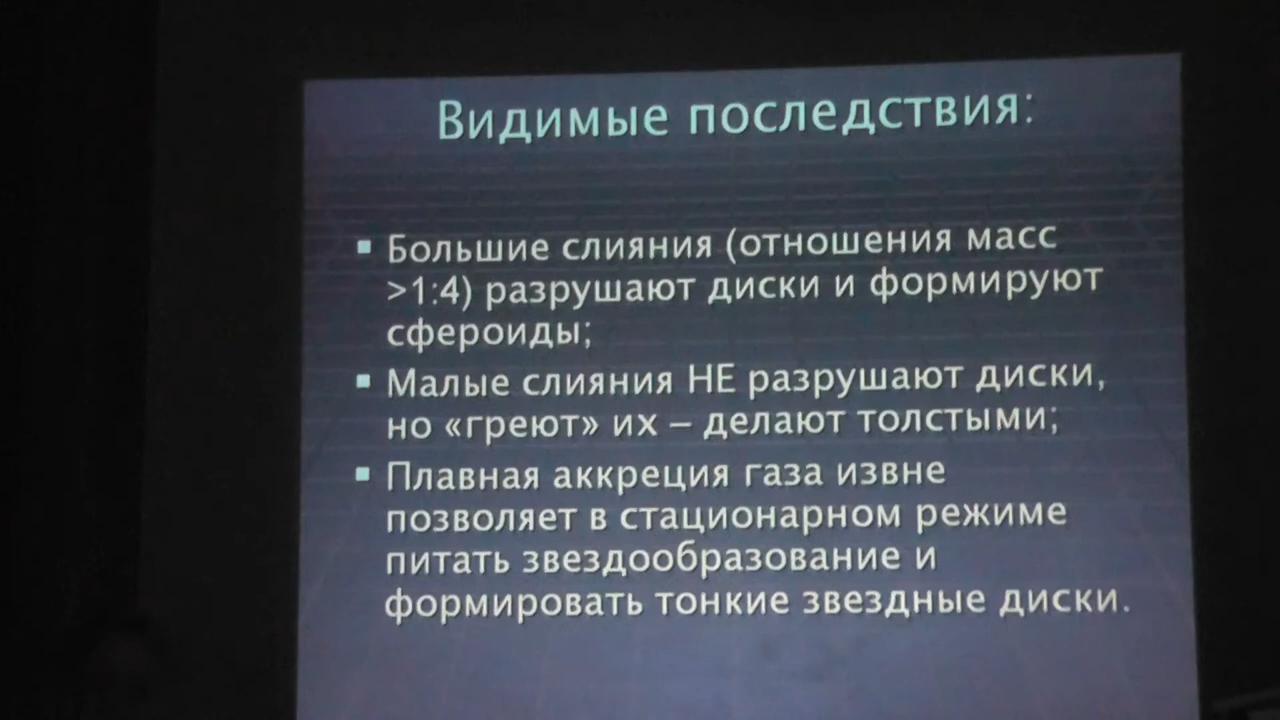 Видимые последствия:
▪ Большие слияния (отношения масс
>1:4) разрушают диски и формируют
сфероиды;
▪ Малые слияния НЕ разрушают диски,
но «греют» их – делают толстыми;
▪ Плавная аккреция газа извне
позволяет в стационарном режиме
питать звездообразование и
формировать тонкие звездные диски.